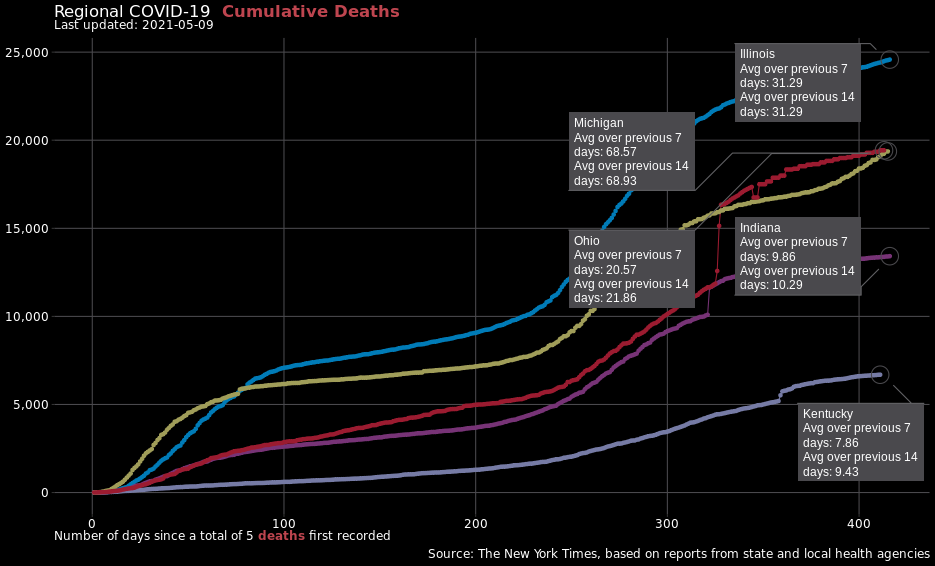 Regional COVID-19 Cumulative Deaths
Last updated: 2021-05-09
25,000
20,000
15,000
10,000
5,000
0
Illinois
Avg over previous 7
days: 31.29
Avg over previous 14
days: 31.29
Michigan
Avg over previous 7
days: 68.57
Avg over previous 14
days: 68.93
Ohio
Avg over previous 7
days: 20.57
Avg over previous 14
days: 21.86
Indiana
Avg over previous 7
days: 9.86
Avg over previous 14
days: 10.29
Kentucky
Avg over previous 7
days: 7.86
Avg over previous 14
days: 9.43
0 100 200 300 400
Number of days since a total of 5 deaths first recorded
Source: The New York Times, based on reports from state and local health agencies